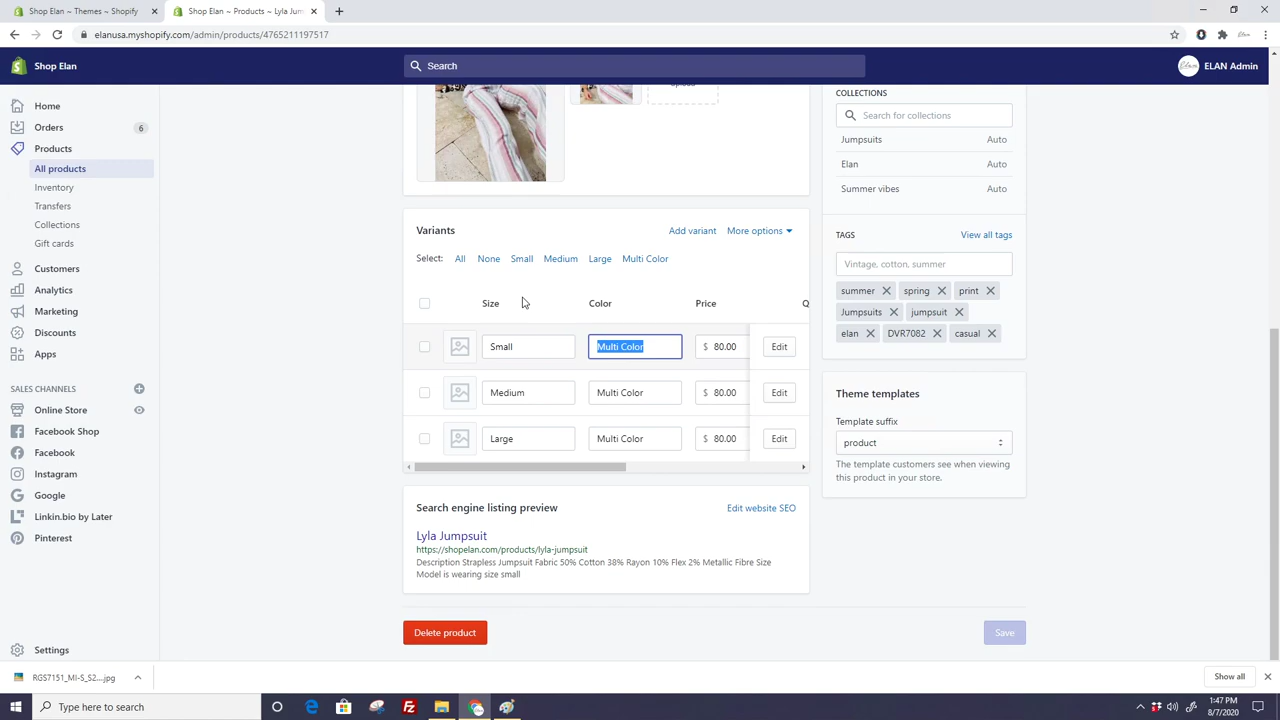 Shop Elan ~ Themes ~ Shopify
Shop Elan ~ Products ~ Lyla Jum
elanusa.myshopify.com/admin/products/4765211197517
Shop Elan
Search
ELAN Admin
Home
Orders 6
Products
All products
Inventory
Transfers
Collections
Gift cards
Customers
Analytics
Marketing
Discounts
Apps
SALES CHANNELS
Online Store
Facebook Shop
Facebook
Instagram
Google
Linkin.bio by Later
Pinterest
Settings
Variants
Add variant More options
Select: All None Small Medium Large Multi Color
Size Color Price Q
Small Multi Color $ 80.00 Edit
Medium Multi Color $ 80.00 Edit
Large Multi Color $ 80.00 Edit
Search engine listing preview
Edit website SEO
Lyla Jumpsuit
https://shopelan.com/products/lyla-jumpsuit
Description Strapless Jumpsuit Fabric 50% Cotton 38% Rayon 10% Flex 2% Metallic Fibre Size
Model is wearing size small
Delete product
Save
COLLECTIONS
Search for collections
Jumpsuits Auto
Elan Auto
Summer vibes Auto
TAGS View all tags
Vintage, cotton, summer
summer spring print
Jumpsuits jumpsuit
elan DVR7082 casual
Theme templates
Template suffix
product
The template customers see when viewing
this product in your store.
RGS7151_MI-S_S2....jpg
Show all
Type here to search
1:47 PM
8/7/2020